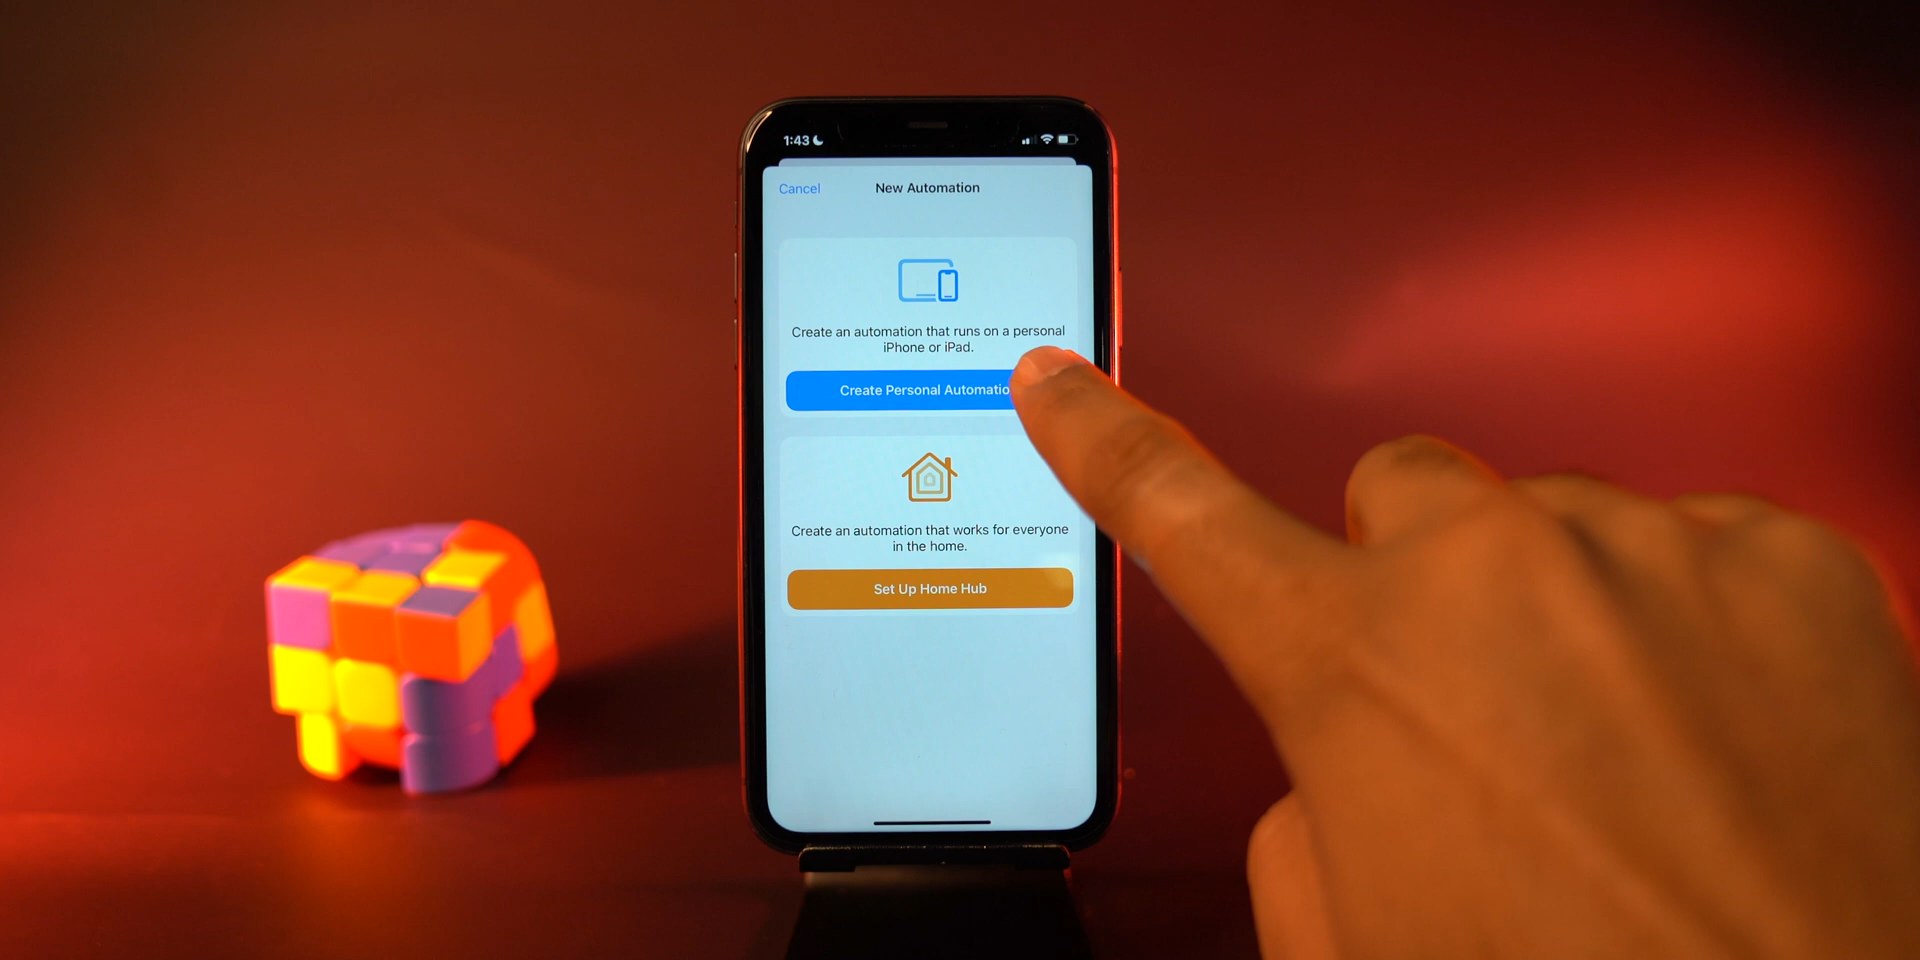 1:43
Cancel
New Automation
Create an automation that runs on a personal
iPhone or iPad.
Create Personal Automatio
Create an automation that works for everyone
in the home.
Set Up Home Hub